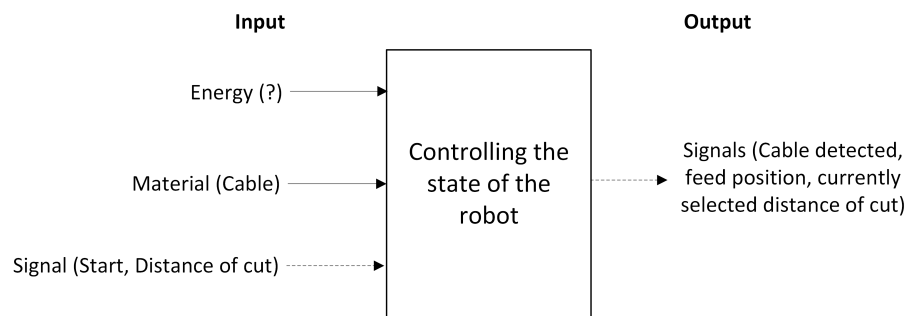 Input
Output
Energy (?)
Material (Cable)
Signal (Start, Distance of cut)
Controlling the
state of the
robot
Signals (Cable detected,
feed position, currently
selected distance of cut)